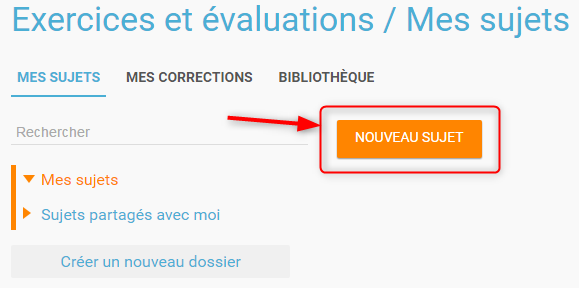 Exercices et évaluations / Mes sujets
MES SUJETS MES CORRECTIONS BIBLIOTHÈQUE
Rechercher
NOUVEAU SUJET
Mes sujets
Sujets partagés avec moi
Créer un nouveau dossier